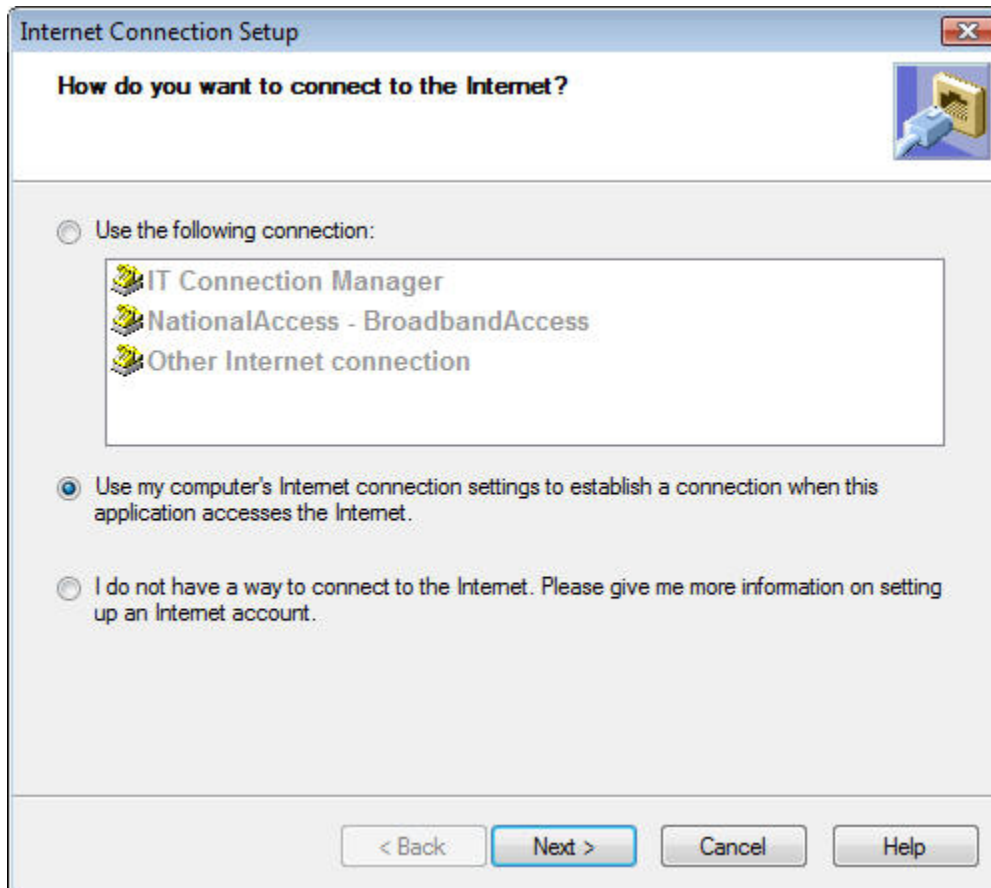 Internet Connection Setup
How do you want to connect to the Internet?
Use the following connection:
IT Connection Manager
NationalAccess - BroadbandAccess
Other Internet connection
Use my computer's Internet connection settings to establish a connection when this
application accesses the Internet.
I do not have a way to connect to the Internet. Please give me more information on setting
up an Internet account.
< Back Next > Cancel Help